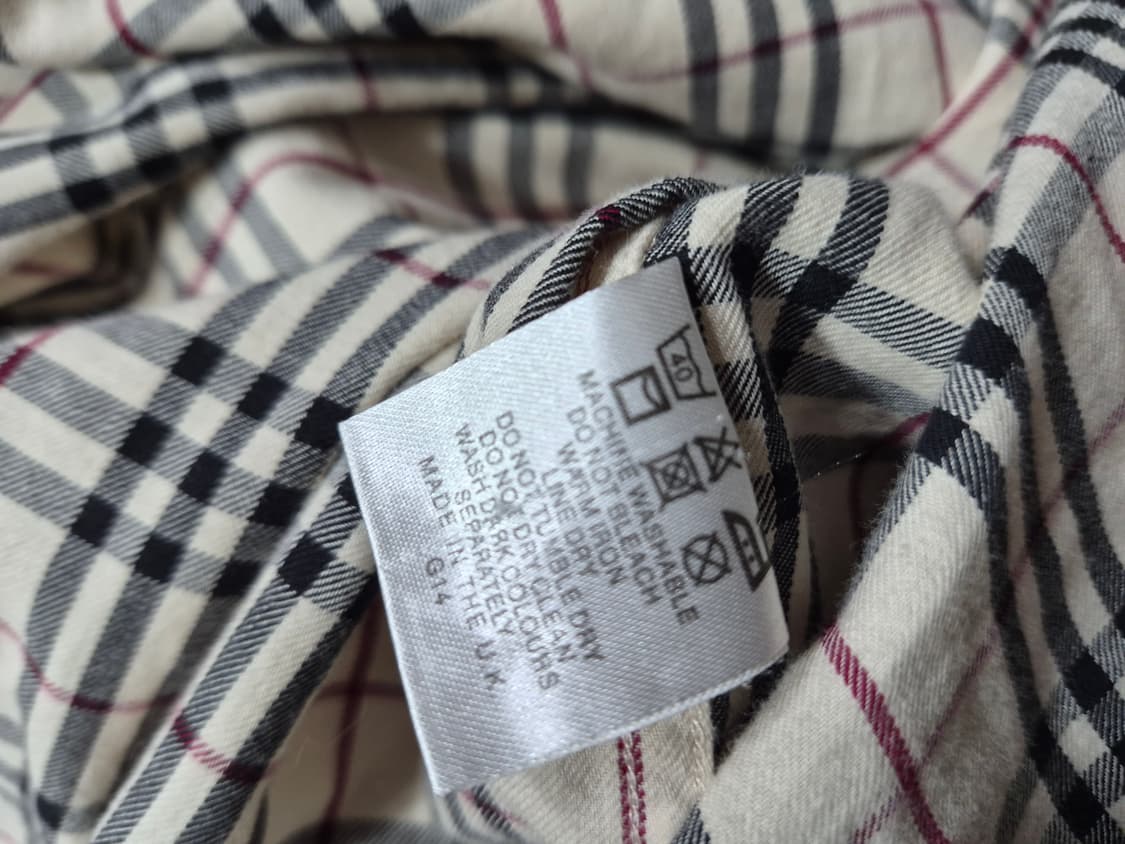 40
MACHINE WASHABLE
DO NOT BLEACH
WARM IRON
LINE DRY
DO NOT TUMBLE DRY
DO NOT DRY CLEAN
WASH DARK COLOURS
SEPARATELY
MADE IN THE U.K
G14